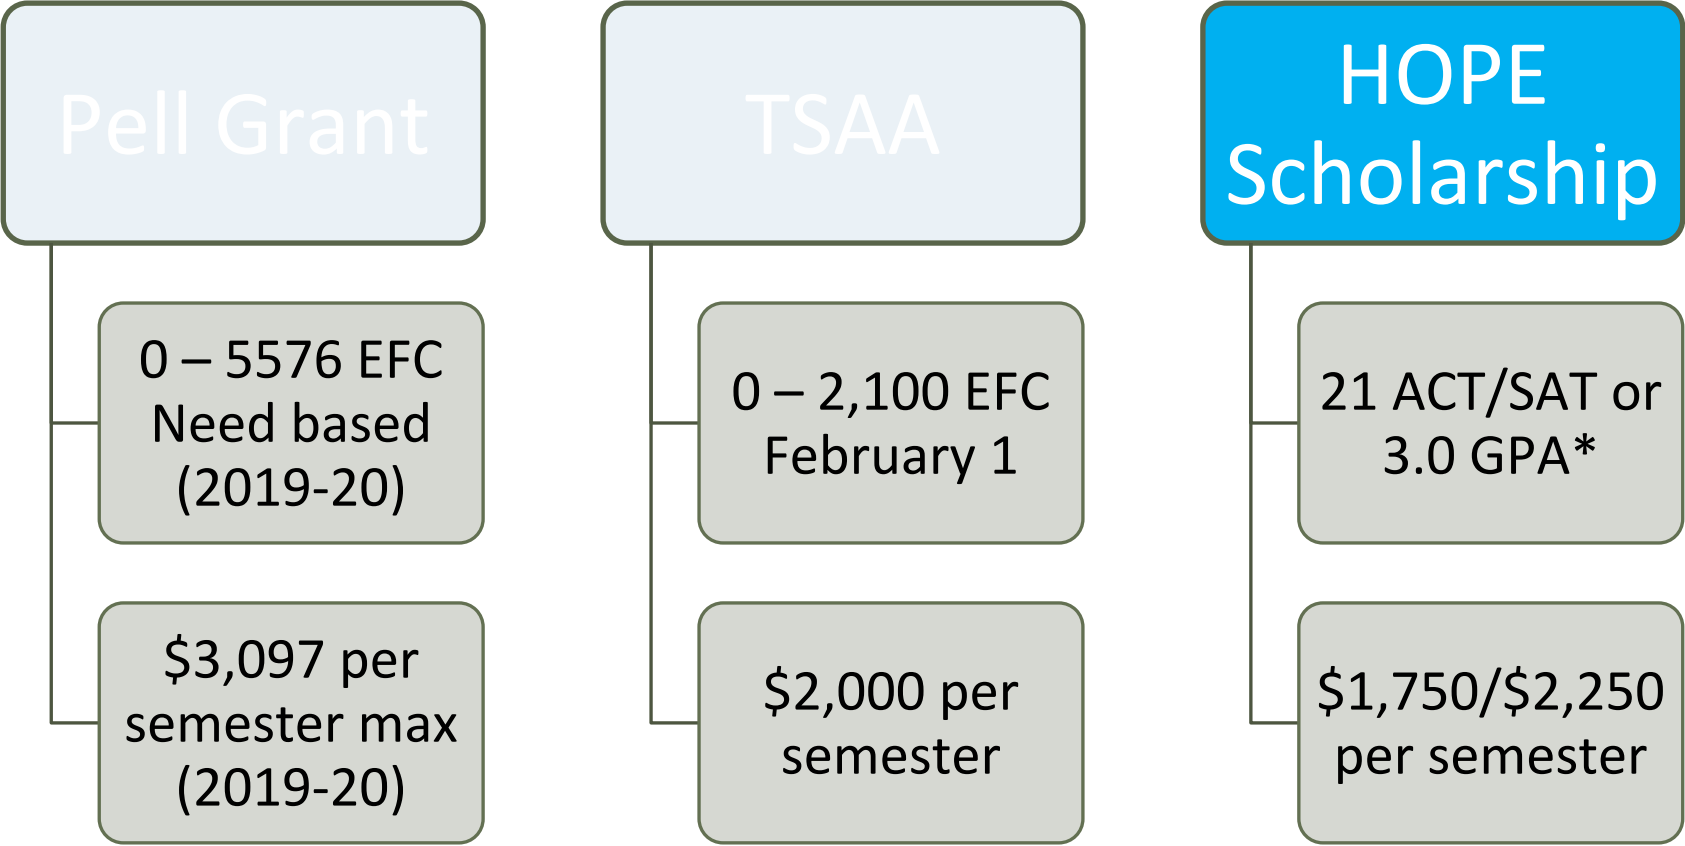 Pell Grant
0 – 5576 EFC
Need based
(2019-20)
$3,097 per
semester max
(2019-20)
TSAA
0 – 2,100 EFC
February 1
$2,000 per
semester
HOPE
Scholarship
21 ACT/SAT or
3.0 GPA*
$1,750/$2,250
per semester